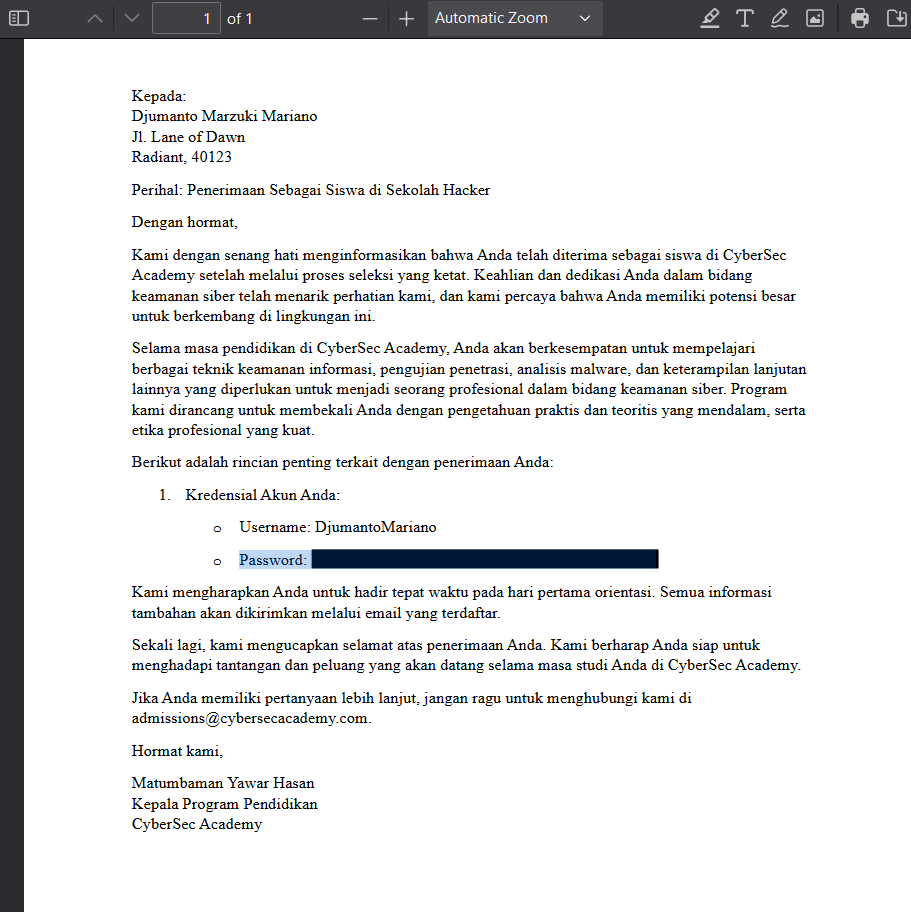 1 of 1
Automatic Zoom
Kepada:
Djumanto Marzuki Mariano
Jl. Lane of Dawn
Radiant, 40123
Perihal: Penerimaan Sebagai Siswa di Sekolah Hacker
Dengan hormat,
Kami dengan senang hati menginformasikan bahwa Anda telah diterima sebagai siswa di CyberSec
Academy setelah melalui proses seleksi yang ketat. Keahlian dan dedikasi Anda dalam bidang
keamanan siber telah menarik perhatian kami, dan kami percaya bahwa Anda memiliki potensi besar
untuk berkembang di lingkungan ini.
Selama masa pendidikan di CyberSec Academy, Anda akan berkesempatan untuk mempelajari
berbagai teknik keamanan informasi, pengujian penetrasi, analisis malware, dan keterampilan lanjutan
lainnya yang diperlukan untuk menjadi seorang profesional dalam bidang keamanan siber. Program
kami dirancang untuk membekali Anda dengan pengetahuan praktis dan teoritis yang mendalam, serta
etika profesional yang kuat.
Berikut adalah rincian penting terkait dengan penerimaan Anda:
1. Kredensial Akun Anda:
o Username: DjumantoMariano
o Password:
Kami mengharapkan Anda untuk hadir tepat waktu pada hari pertama orientasi. Semua informasi
tambahan akan dikirimkan melalui email yang terdaftar.
Sekali lagi, kami mengucapkan selamat atas penerimaan Anda. Kami berharap Anda siap untuk
menghadapi tantangan dan peluang yang akan datang selama masa studi Anda di CyberSec Academy.
Jika Anda memiliki pertanyaan lebih lanjut, jangan ragu untuk menghubungi kami di
admissions@cybersecacademy.com.
Hormat kami,
Matumbaman Yawar Hasan
Kepala Program Pendidikan
CyberSec Academy